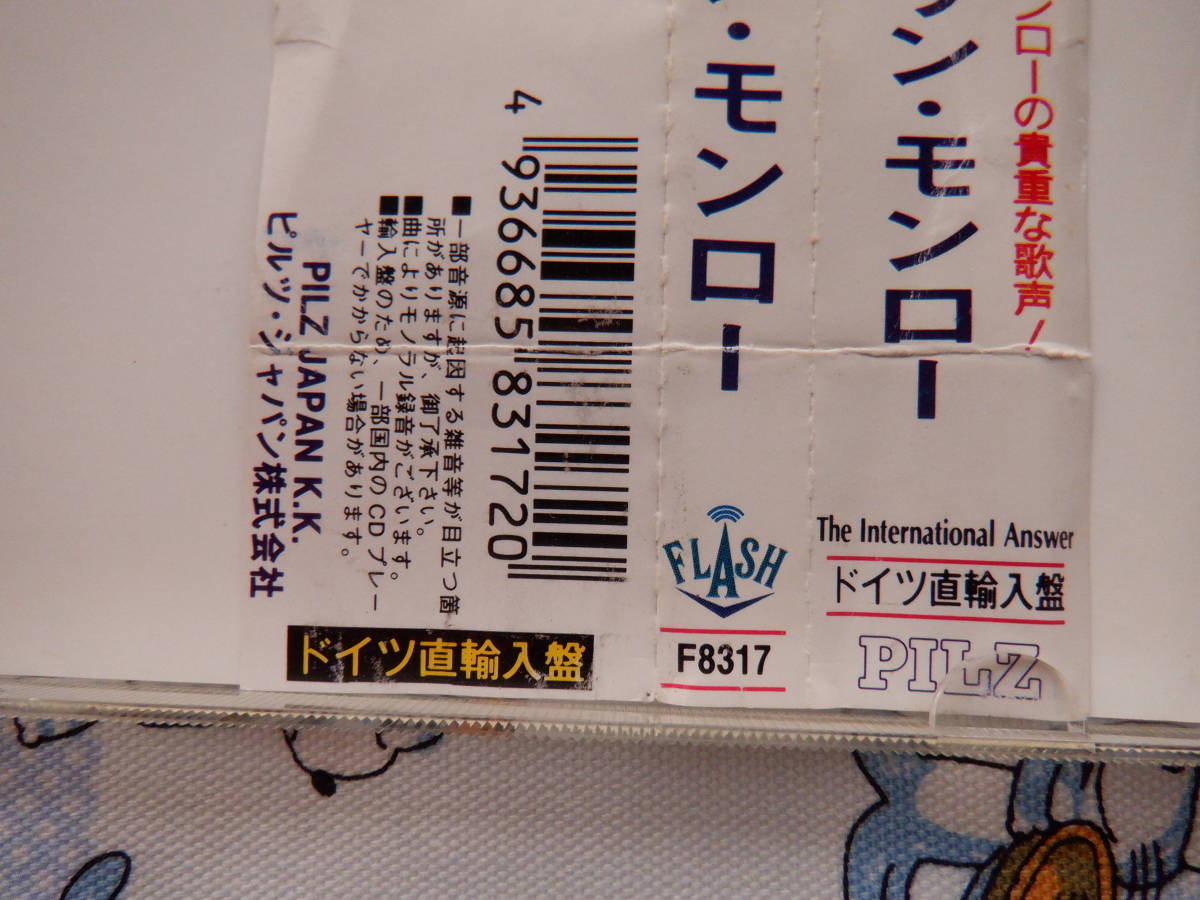 ンローの貴重な歌声!
ン・モンロー
The International Answer
ドイツ直輸入盤
PILZ
・モンロー
FLASH
F8317
4 936685 831720
■一部音源に起因する雑音等が目立つ箇
所がありますが、御了承下さい。
■曲によりモノラル録音がございます。
■輸入盤のため、一部国内のCDプレー
ヤーでかからない場合があります。
PILZ JAPAN K.K.
ピルツ・ジャパン株式会社
ドイツ直輸入盤